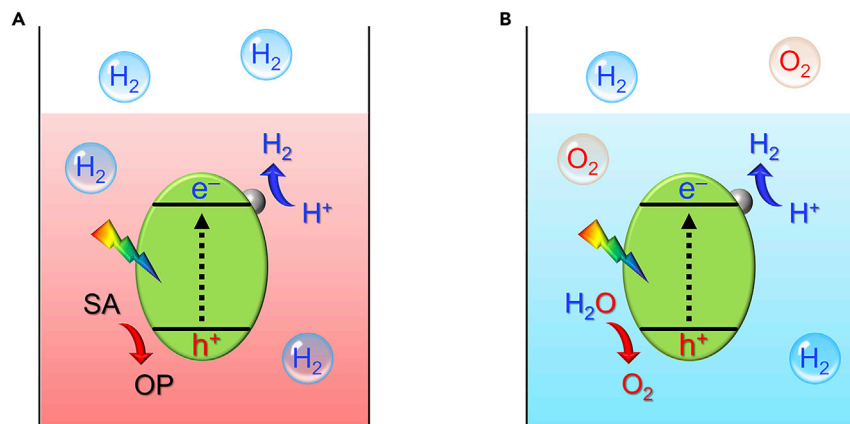 A
H₂
H₂
H₂
H₂
e⁻
H⁺
SA
h⁺
OP
H₂
B
H₂
O₂
O₂
H₂
e⁻
H⁺
H₂O
h⁺
O₂
H₂